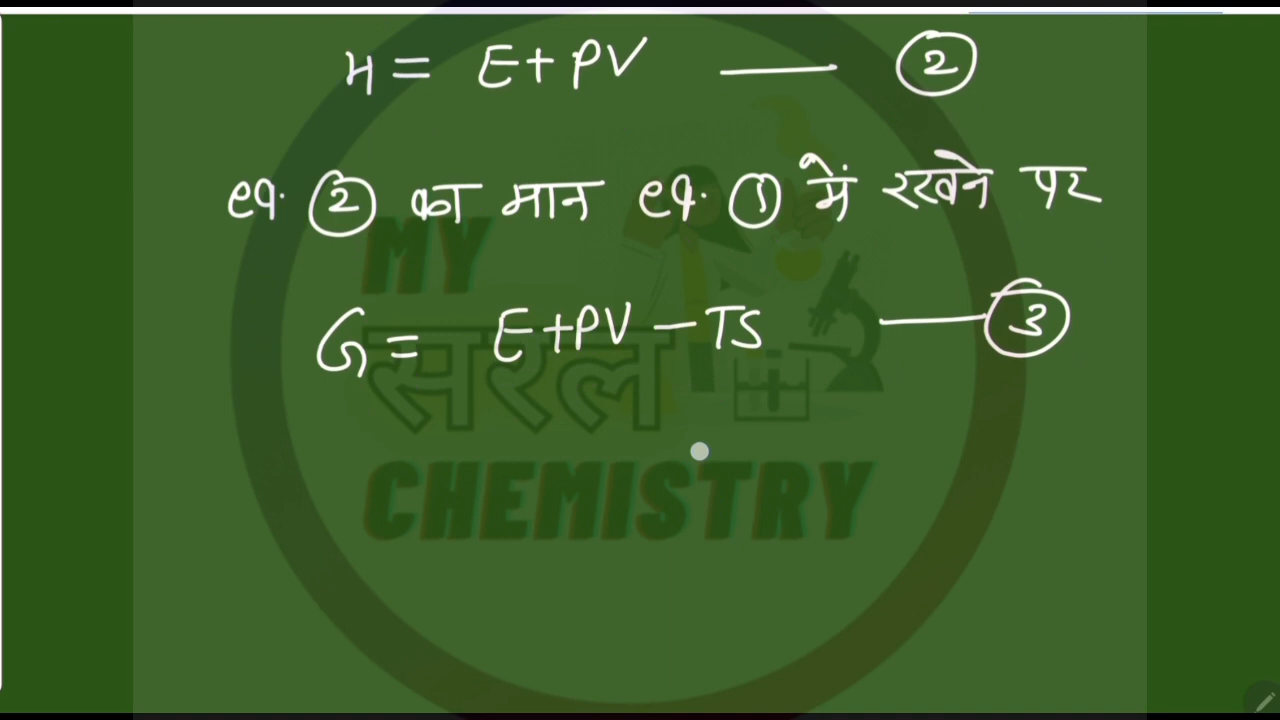 H = E+PV —— ②
eq. ② का मान eq. ① में रखने पर
G = E+PV – TS —— ③
MY
सरल
CHEMISTRY